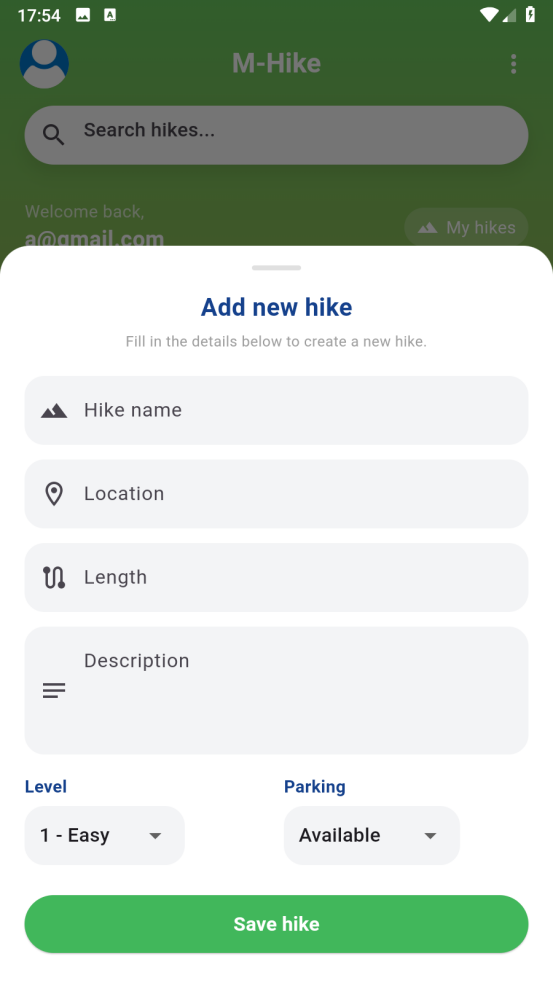 17:54
M-Hike
Search hikes...
Welcome back,
a@gmail.com
My hikes
Add new hike
Fill in the details below to create a new hike.
Hike name
Location
Length
Description
Level
Parking
1 - Easy
Available
Save hike